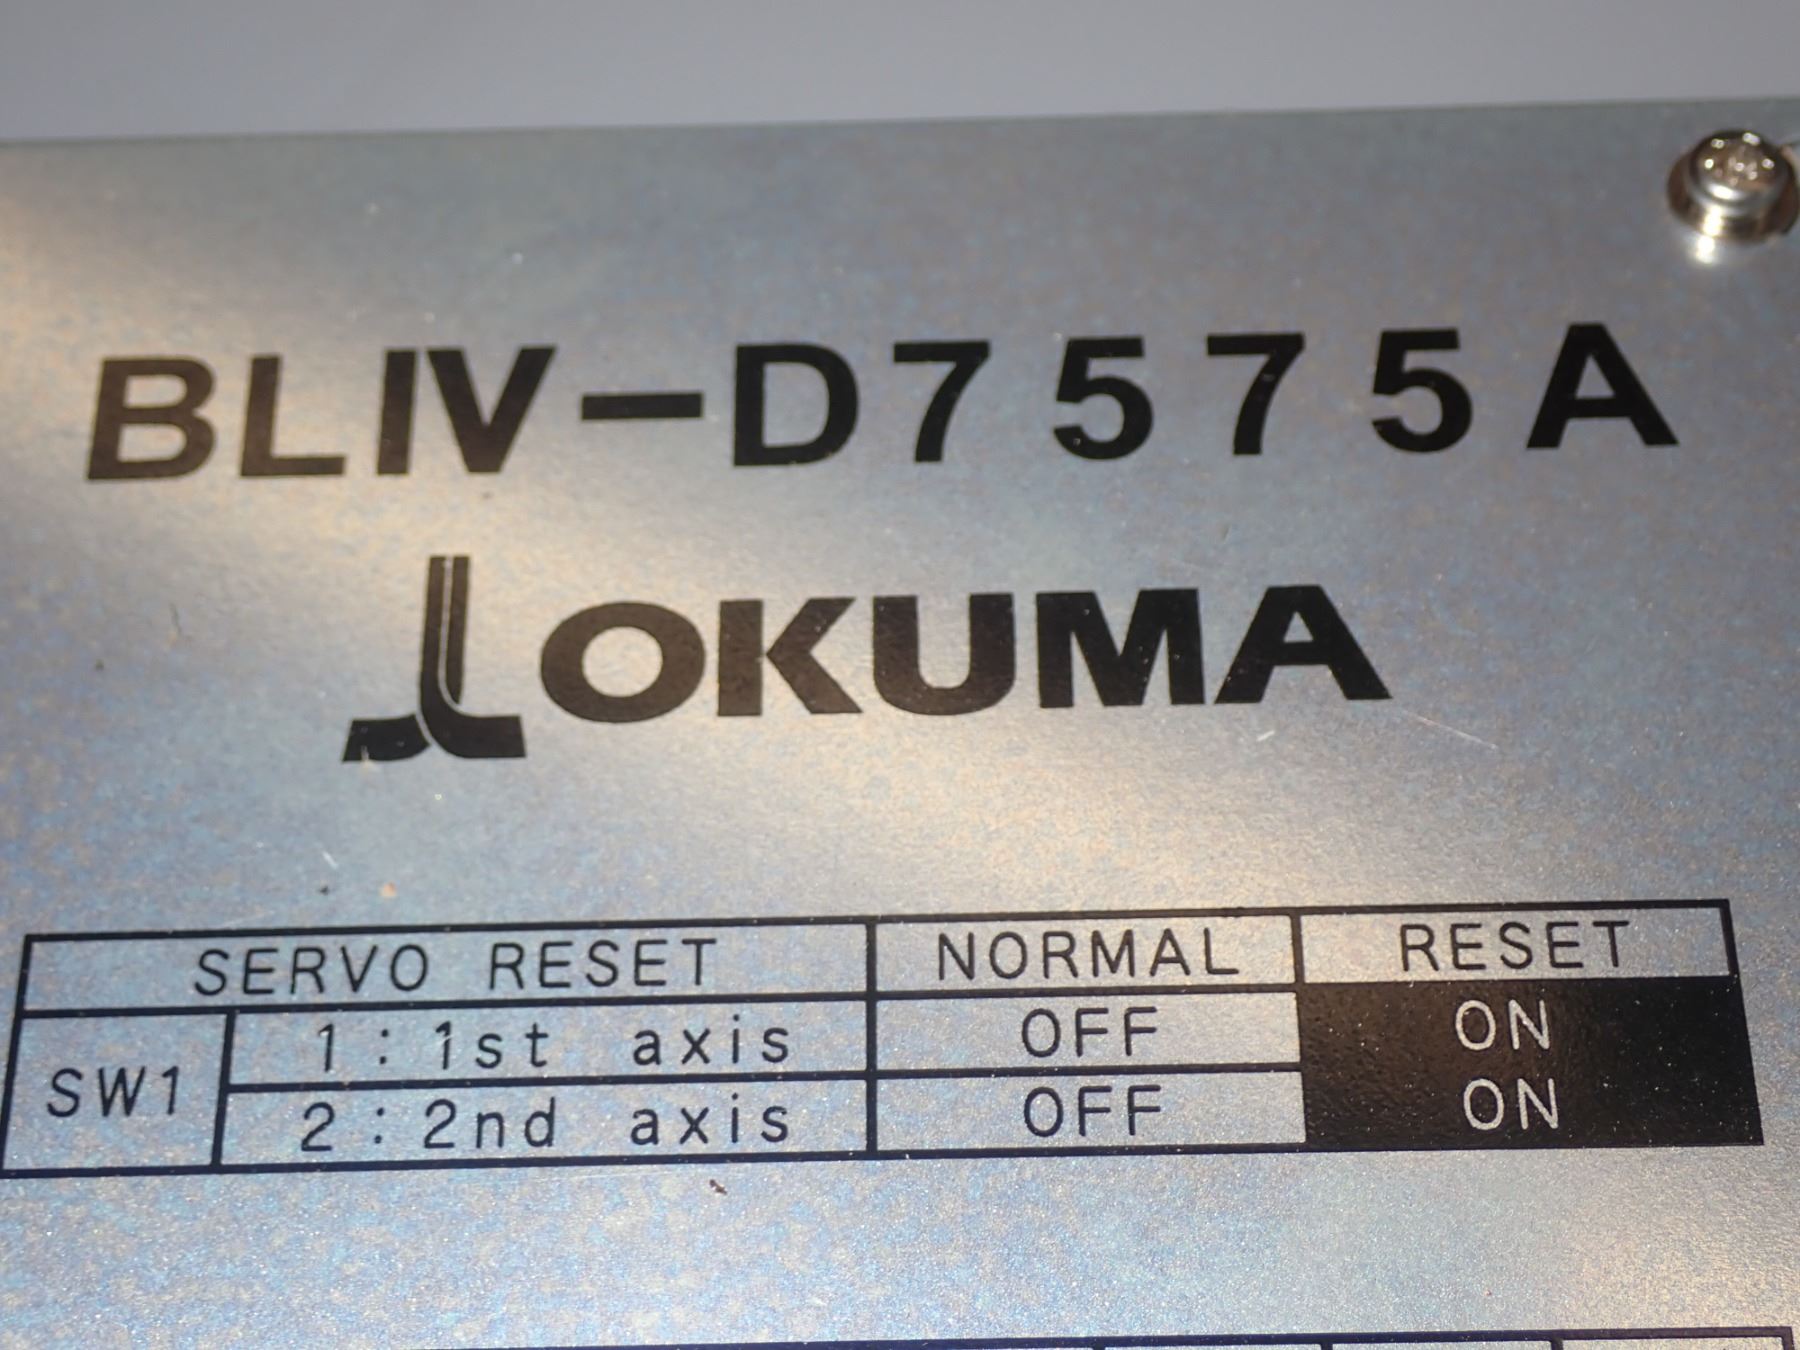 BLIV-D7575A
OKUMA
SERVO RESET NORMAL RESET
SW1 1:1st axis OFF ON
2:2nd axis OFF ON